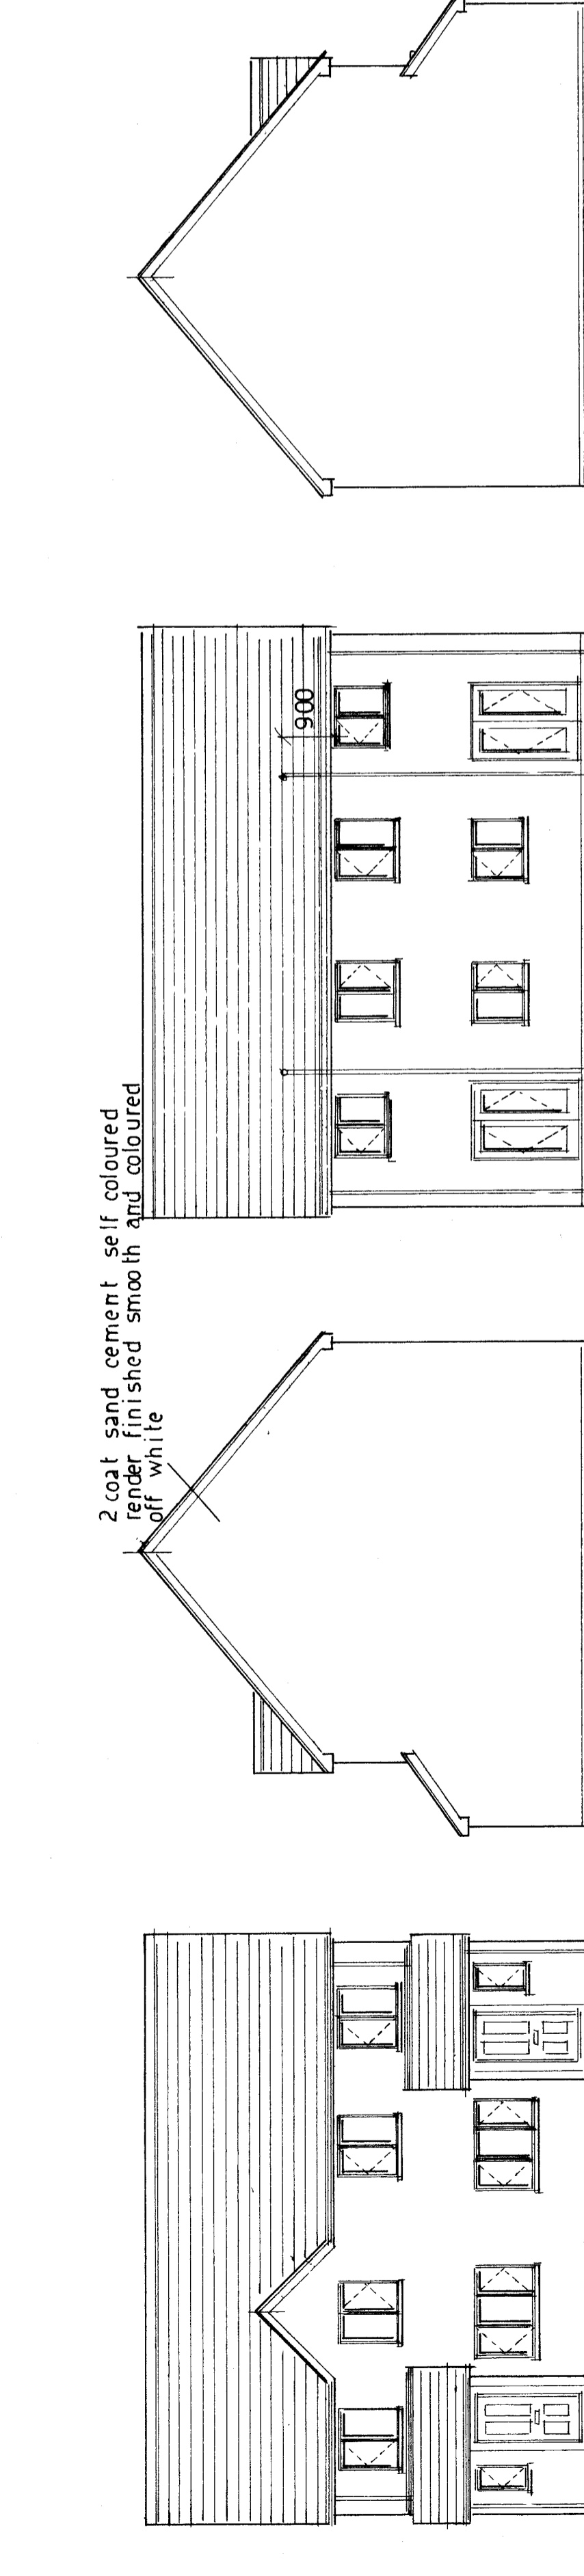 2 coat sand cement self coloured
render finished smooth and coloured
off white
900